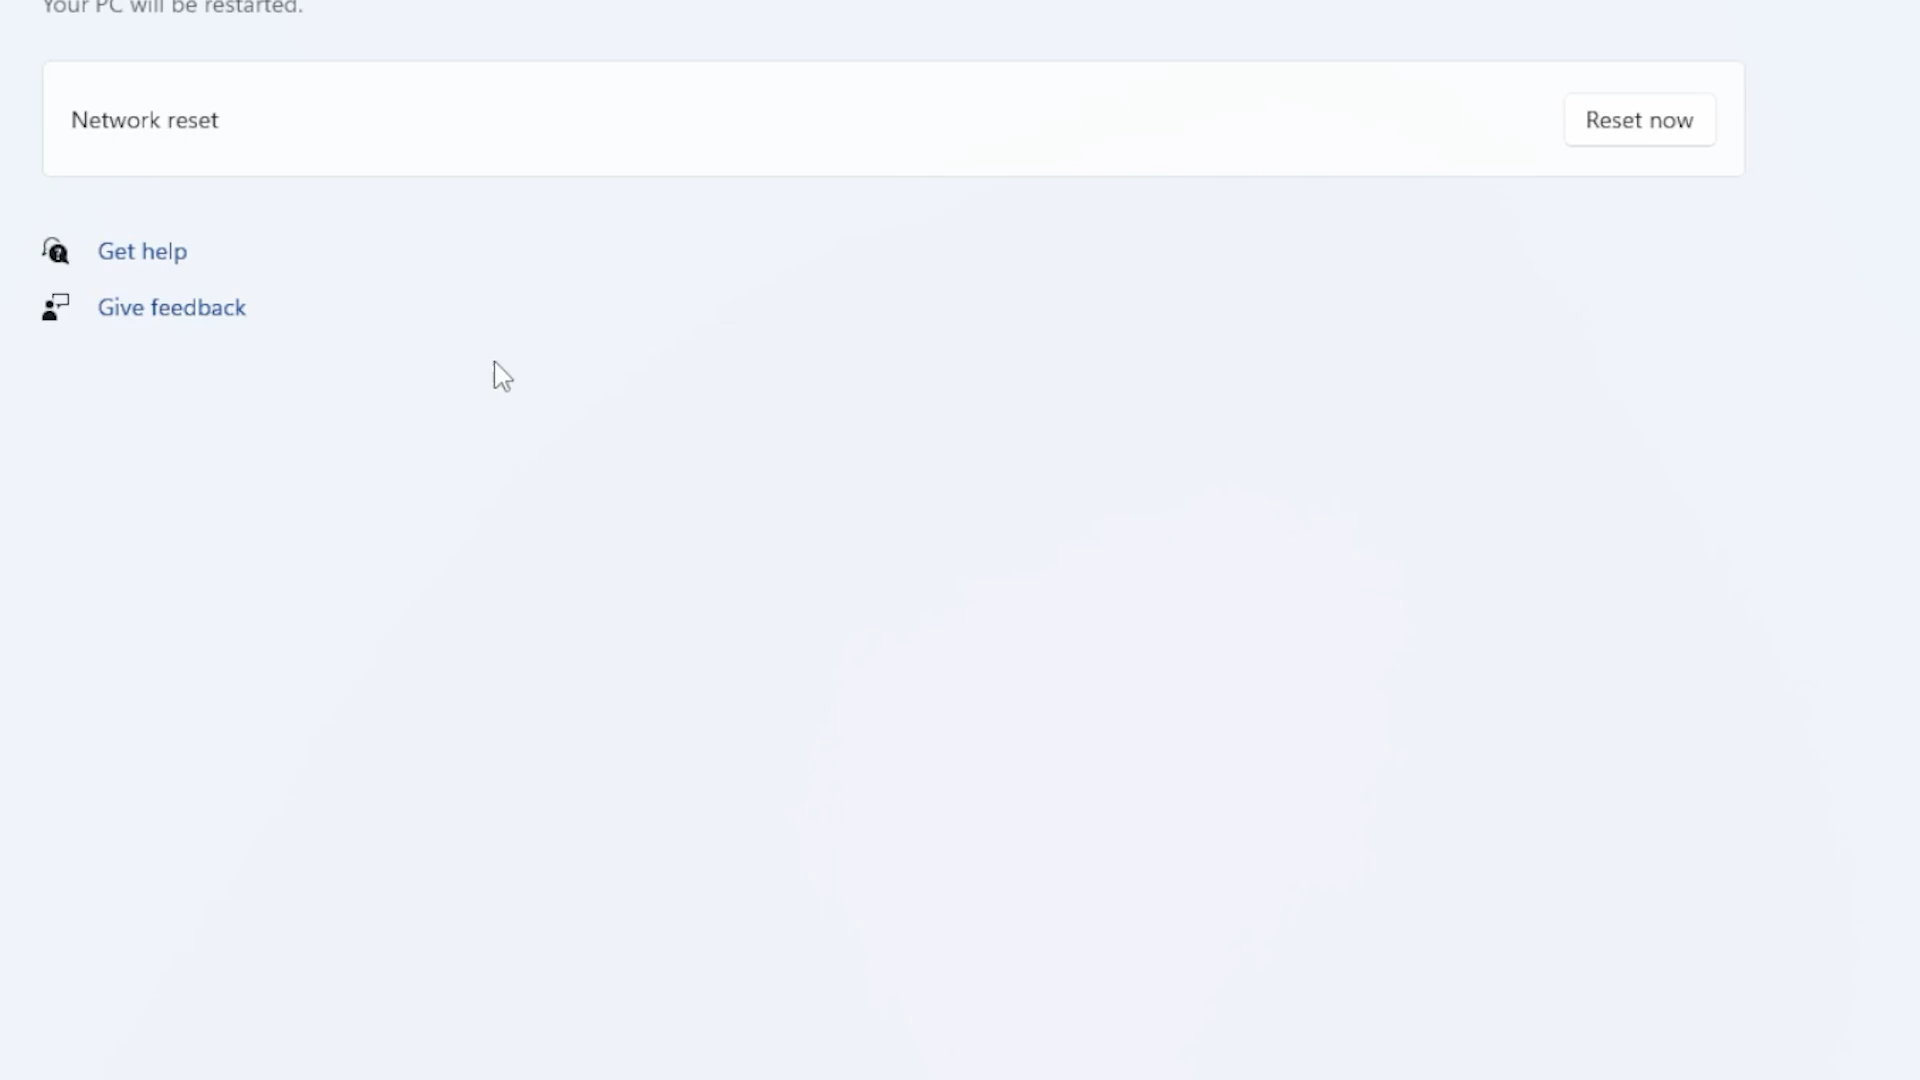 Your PC will be restarted.
Network reset
Reset now
Get help
Give feedback